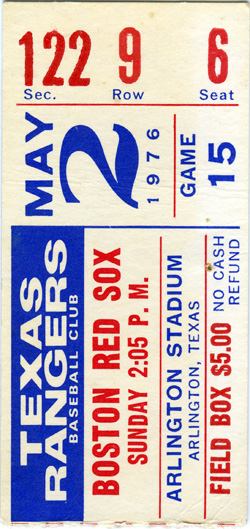 122 9 6
Sec. Row Seat
MAY
2
1976
GAME
15
TEXAS
RANGERS
BASEBALL CLUB
BOSTON RED SOX
SUNDAY 2:05 P. M.
ARLINGTON STADIUM
ARLINGTON, TEXAS
FIELD BOX $5.00
NO CASH
REFUND